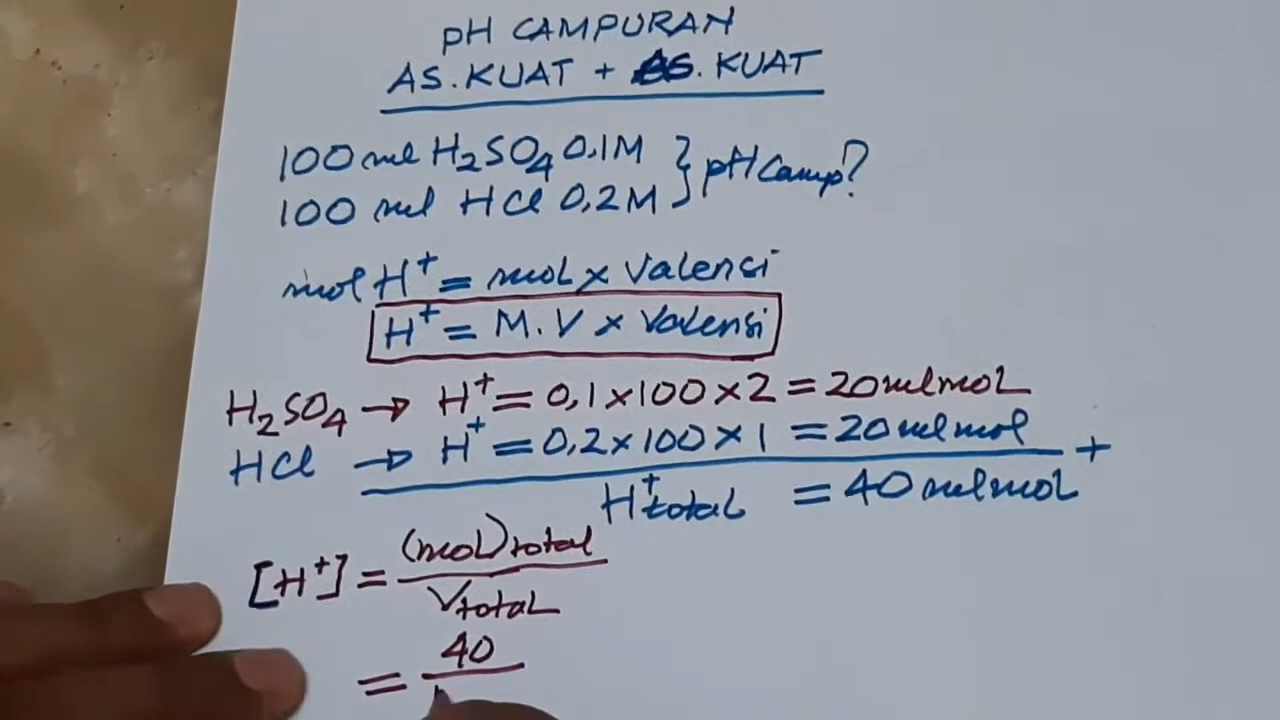 pH CAMPURAN
AS.KUAT + AS.KUAT
100 ml H₂SO₄ 0,1M } pH camp?
100 ml HCl 0,2M
mol H⁺ = mol x Valensi
H⁺ = M.V x Valensi
H₂SO₄ → H⁺ = 0,1 x 100 x 2 = 20 mlmol
HCl → H⁺ = 0,2 x 100 x 1 = 20 mlmol +
H⁺total = 40 mlmol
[H⁺] = (mol)total
Vtotal
= 40